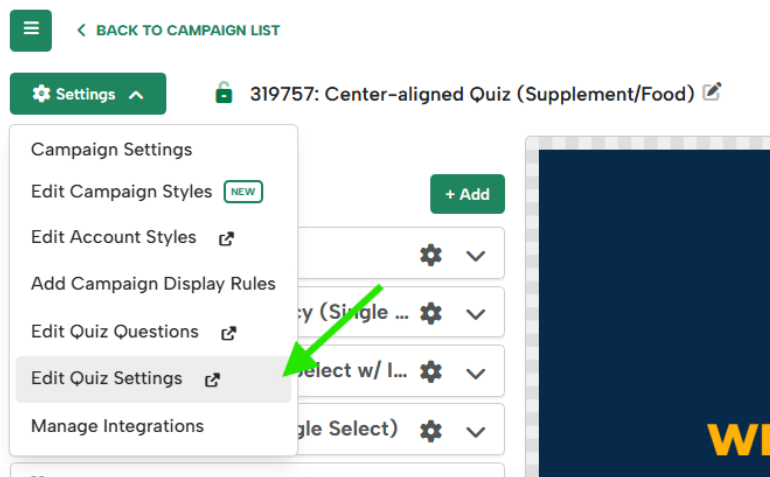 BACK TO CAMPAIGN LIST
Settings
319757: Center-aligned Quiz (Supplement/Food)
Campaign Settings
Edit Campaign Styles NEW
+ Add
Edit Account Styles
Add Campaign Display Rules
(Single ...
Edit Quiz Questions
w/ I...
Edit Quiz Settings
Select)
Manage Integrations